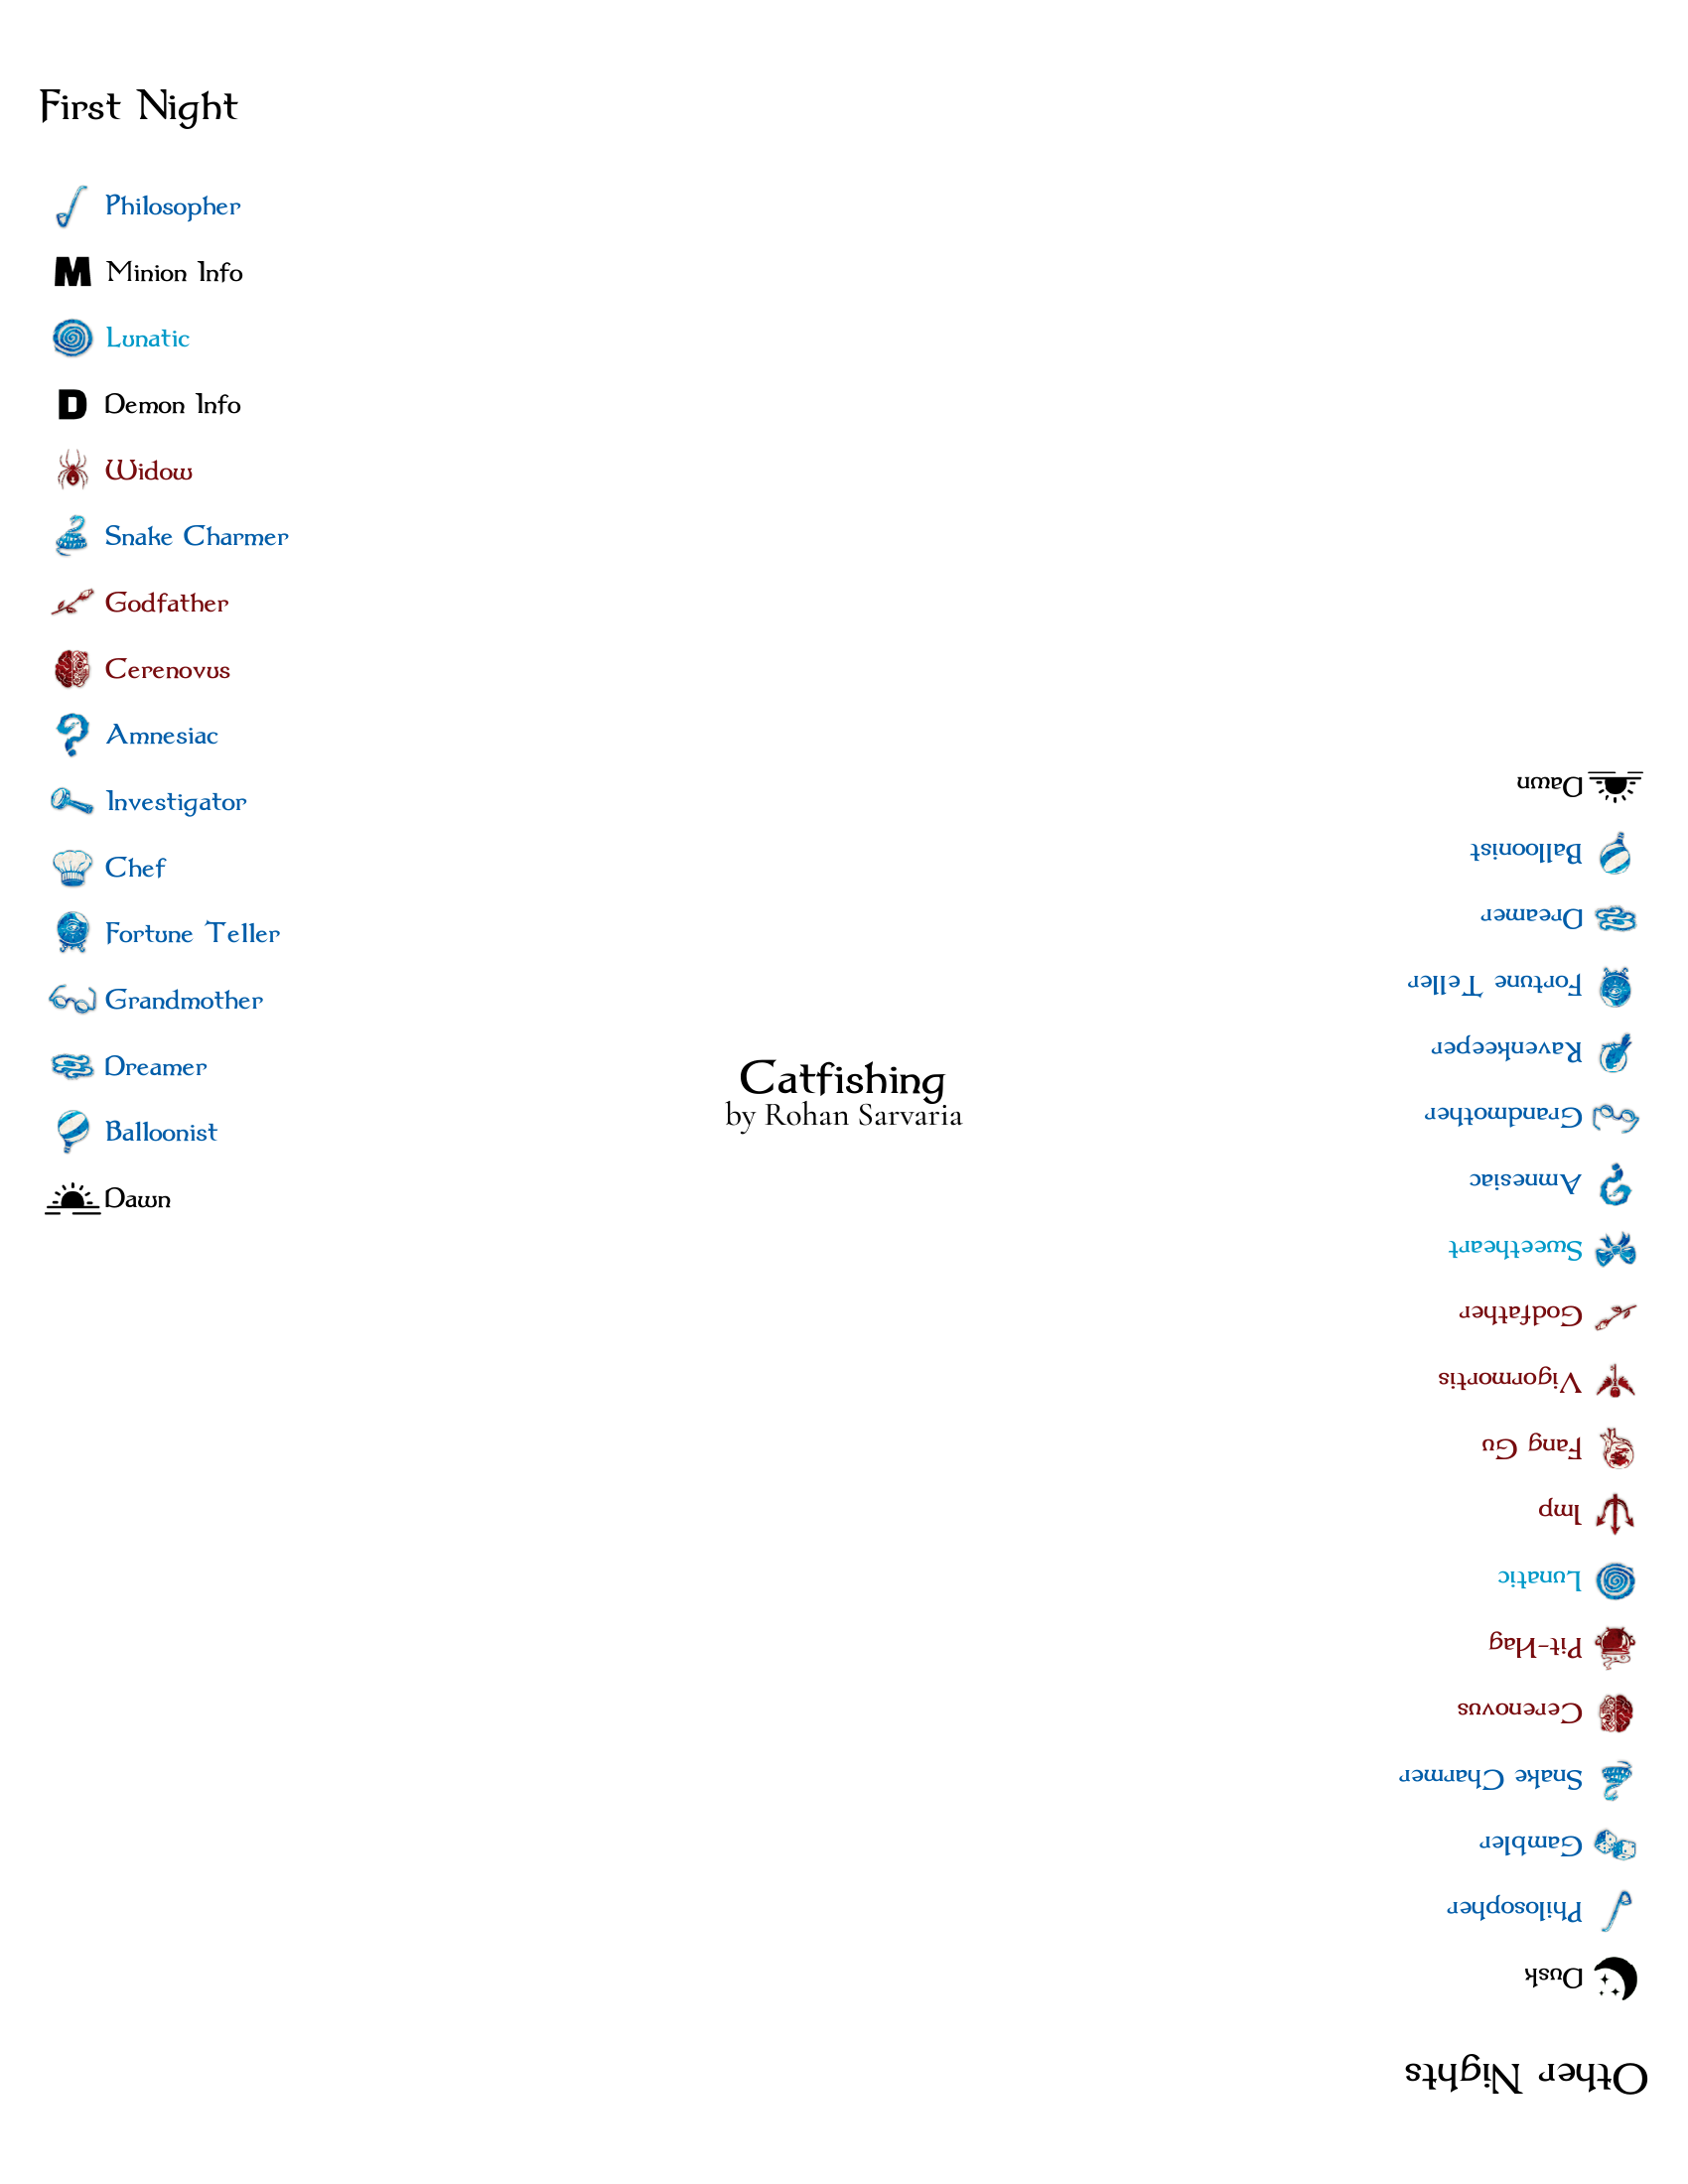 First Night
Philosopher
M Minion Info
Lunatic
D Demon Info
Widow
Snake Charmer
Godfather
Cerenovus
Amnesiac
Investigator
Chef
Fortune Teller
Grandmother
Dreamer
Balloonist
Dawn
Catfishing
by Rohan Sarvaria
Other Nights
Dusk
Philosopher
Gambler
Snake Charmer
Cerenovus
Pit-Hag
Lunatic
Imp
Fang Gu
Vigormortis
Godfather
Sweetheart
Amnesiac
Grandmother
Ravenkeeper
Fortune Teller
Dreamer
Balloonist
Dawn